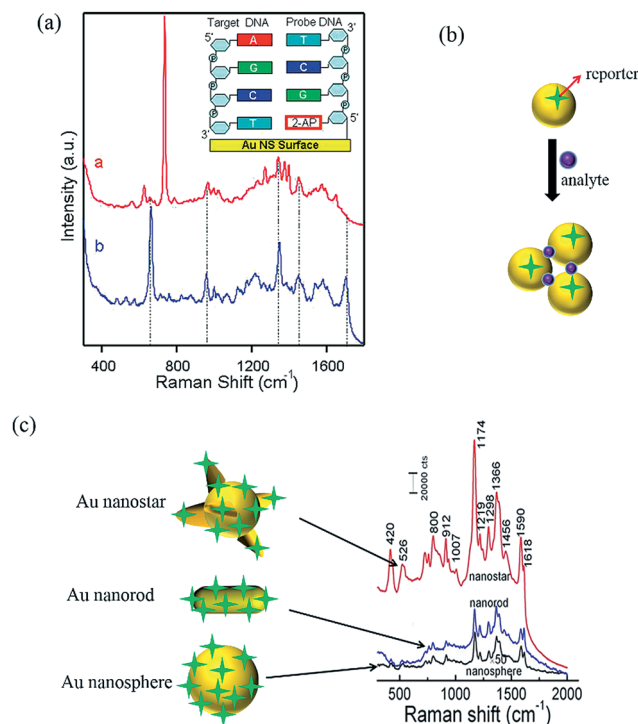 (a)
Target DNA Probe DNA
5' 3'
A T
P
G C
P P
C G
P P
T 2-AP
3' 5'
Au NS Surface
a
b
Intensity (a.u.)
400 800 1200 1600
Raman Shift (cm-1)
(b)
reporter
analyte
(c)
Au nanostar
Au nanorod
Au nanosphere
20000 cts
420
526
800
912
1007
1174
1219
1298
1366
1456
1590
1618
nanostar
nanorod
x50
nanosphere
500 1000 1500 2000
Raman shift (cm-1)